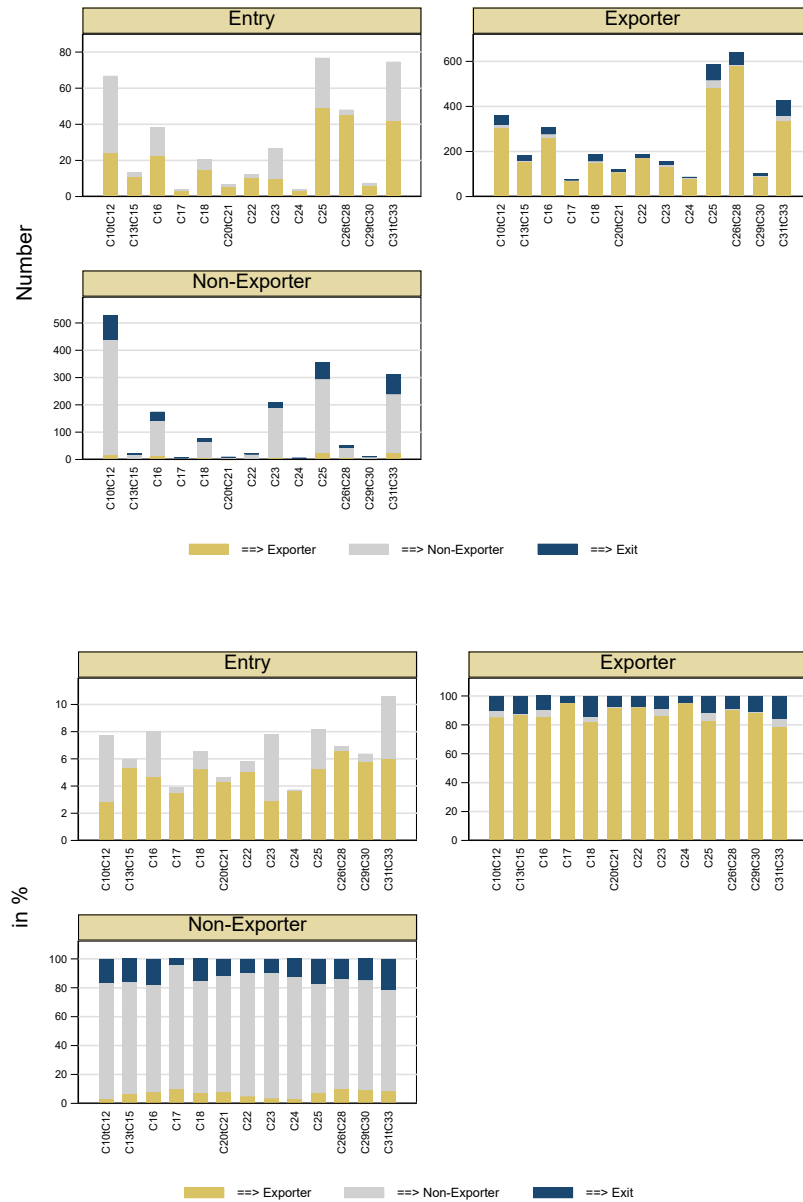 Entry
Exporter
80
60
40
20
0
C10tC12
C13tC15
C16
C17
C18
C20tC21
C22
C23
C24
C25
C26tC28
C29tC30
C31tC33
600
400
200
0
C10tC12
C13tC15
C16
C17
C18
C20tC21
C22
C23
C24
C25
C26tC28
C29tC30
C31tC33
Number
Non-Exporter
500
400
300
200
100
0
C10tC12
C13tC15
C16
C17
C18
C20tC21
C22
C23
C24
C25
C26tC28
C29tC30
C31tC33
==> Exporter ==> Non-Exporter ==> Exit
Entry
Exporter
10
8
6
4
2
0
C10tC12
C13tC15
C16
C17
C18
C20tC21
C22
C23
C24
C25
C26tC28
C29tC30
C31tC33
100
80
60
40
20
0
C10tC12
C13tC15
C16
C17
C18
C20tC21
C22
C23
C24
C25
C26tC28
C29tC30
C31tC33
in %
Non-Exporter
100
80
60
40
20
0
C10tC12
C13tC15
C16
C17
C18
C20tC21
C22
C23
C24
C25
C26tC28
C29tC30
C31tC33
==> Exporter ==> Non-Exporter ==> Exit